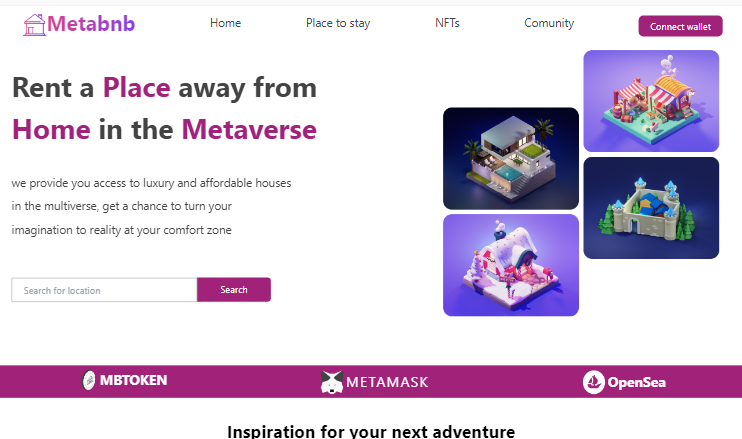 Metabnb
Home
Place to stay
NFTs
Comunity
Connect wallet
Rent a Place away from
Home in the Metaverse
we provide you access to luxury and affordable houses
in the multiverse, get a chance to turn your
imagination to reality at your comfort zone
Search for location
Search
MBTOKEN
METAMASK
OpenSea
Inspiration for your next adventure